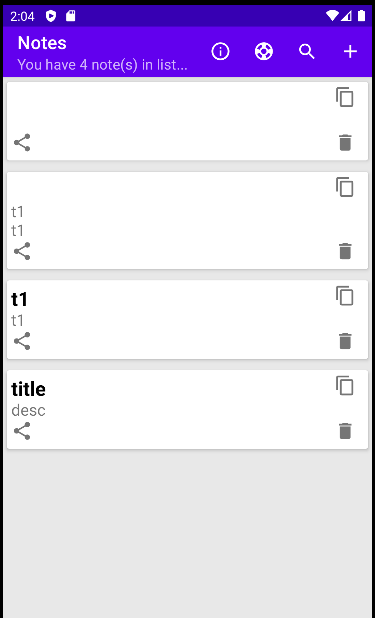 2:04
Notes
You have 4 note(s) in list...
t1
t1
t1
t1
title
desc